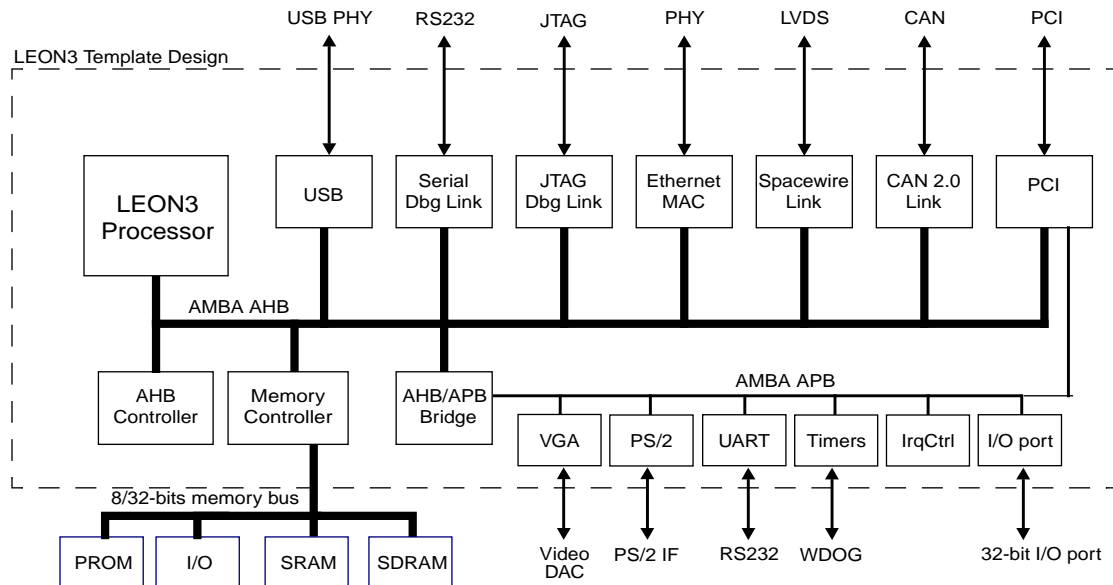 USB PHY
RS232
JTAG
PHY
LVDS
CAN
PCI
LEON3 Template Design
LEON3
Processor
USB
Serial
Dbg Link
JTAG
Dbg Link
Ethernet
MAC
Spacewire
Link
CAN 2.0
Link
PCI
AMBA AHB
AHB
Controller
Memory
Controller
AHB/APB
Bridge
AMBA APB
VGA
PS/2
UART
Timers
IrqCtrl
I/O port
8/32-bits memory bus
PROM
I/O
SRAM
SDRAM
Video
DAC
PS/2 IF
RS232
WDOG
32-bit I/O port